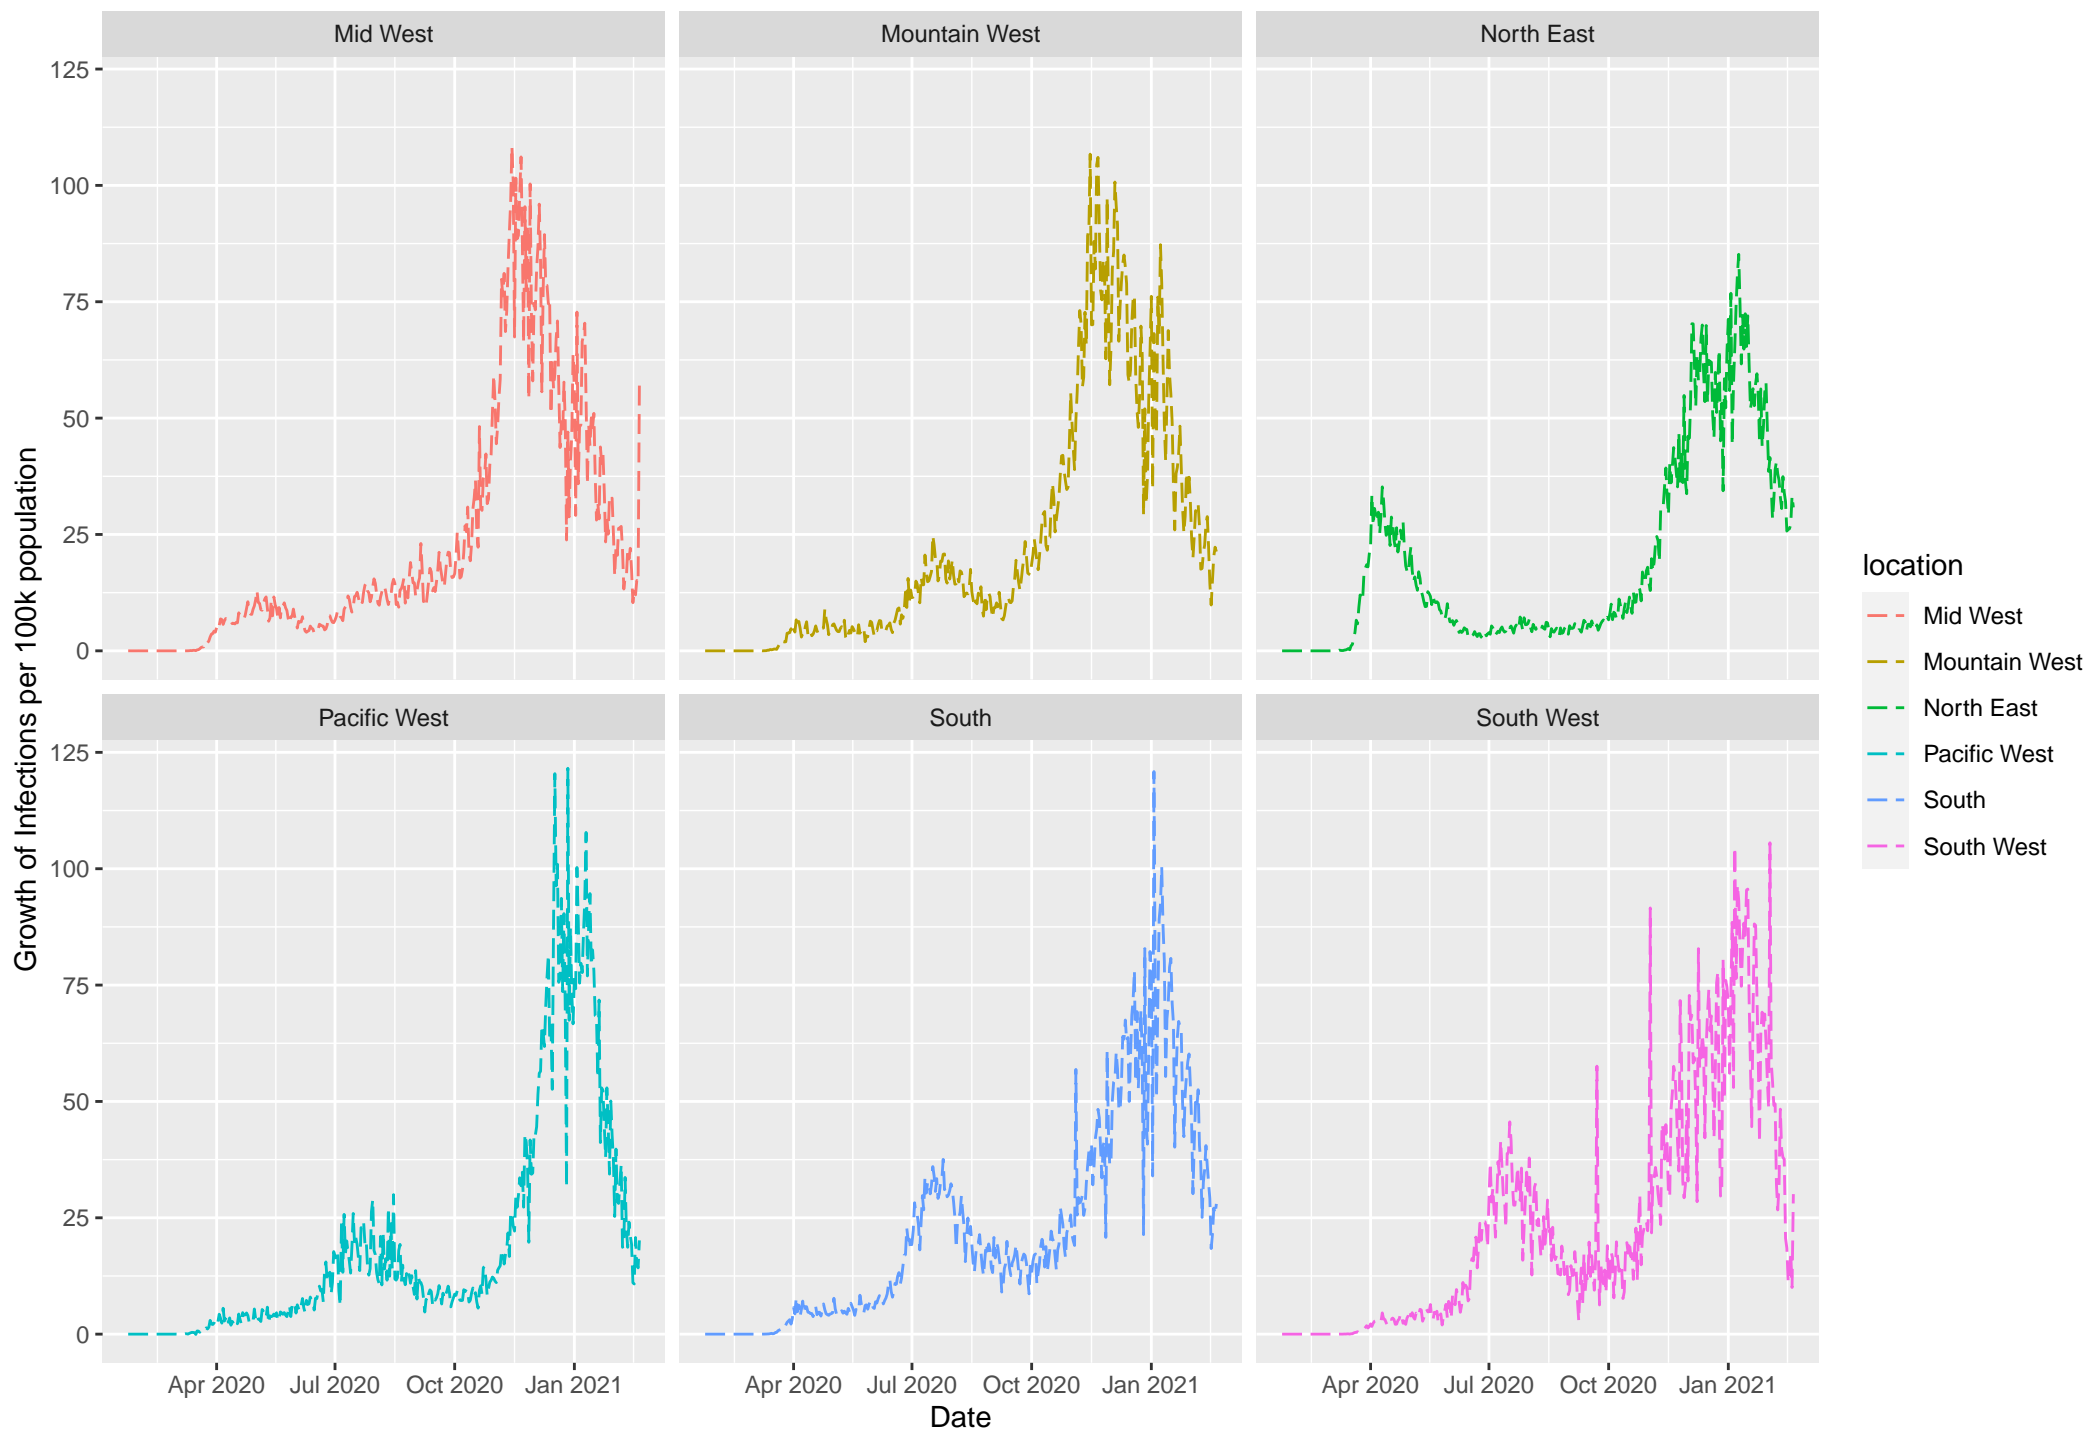 Mid West
Mountain West
North East
125
100
75
50
25
0
Pacific West
South
South West
125
100
75
50
25
0
Apr 2020 Jul 2020 Oct 2020 Jan 2021
Apr 2020 Jul 2020 Oct 2020 Jan 2021
Apr 2020 Jul 2020 Oct 2020 Jan 2021
Date
Growth of Infections per 100k population
location
Mid West
Mountain West
North East
Pacific West
South
South West